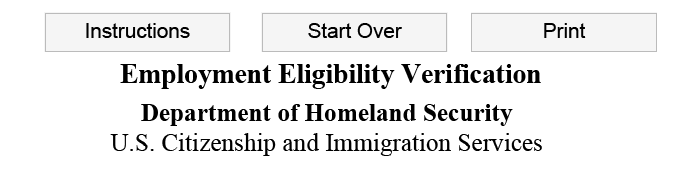 Instructions Start Over Print
Employment Eligibility Verification
Department of Homeland Security
U.S. Citizenship and Immigration Services